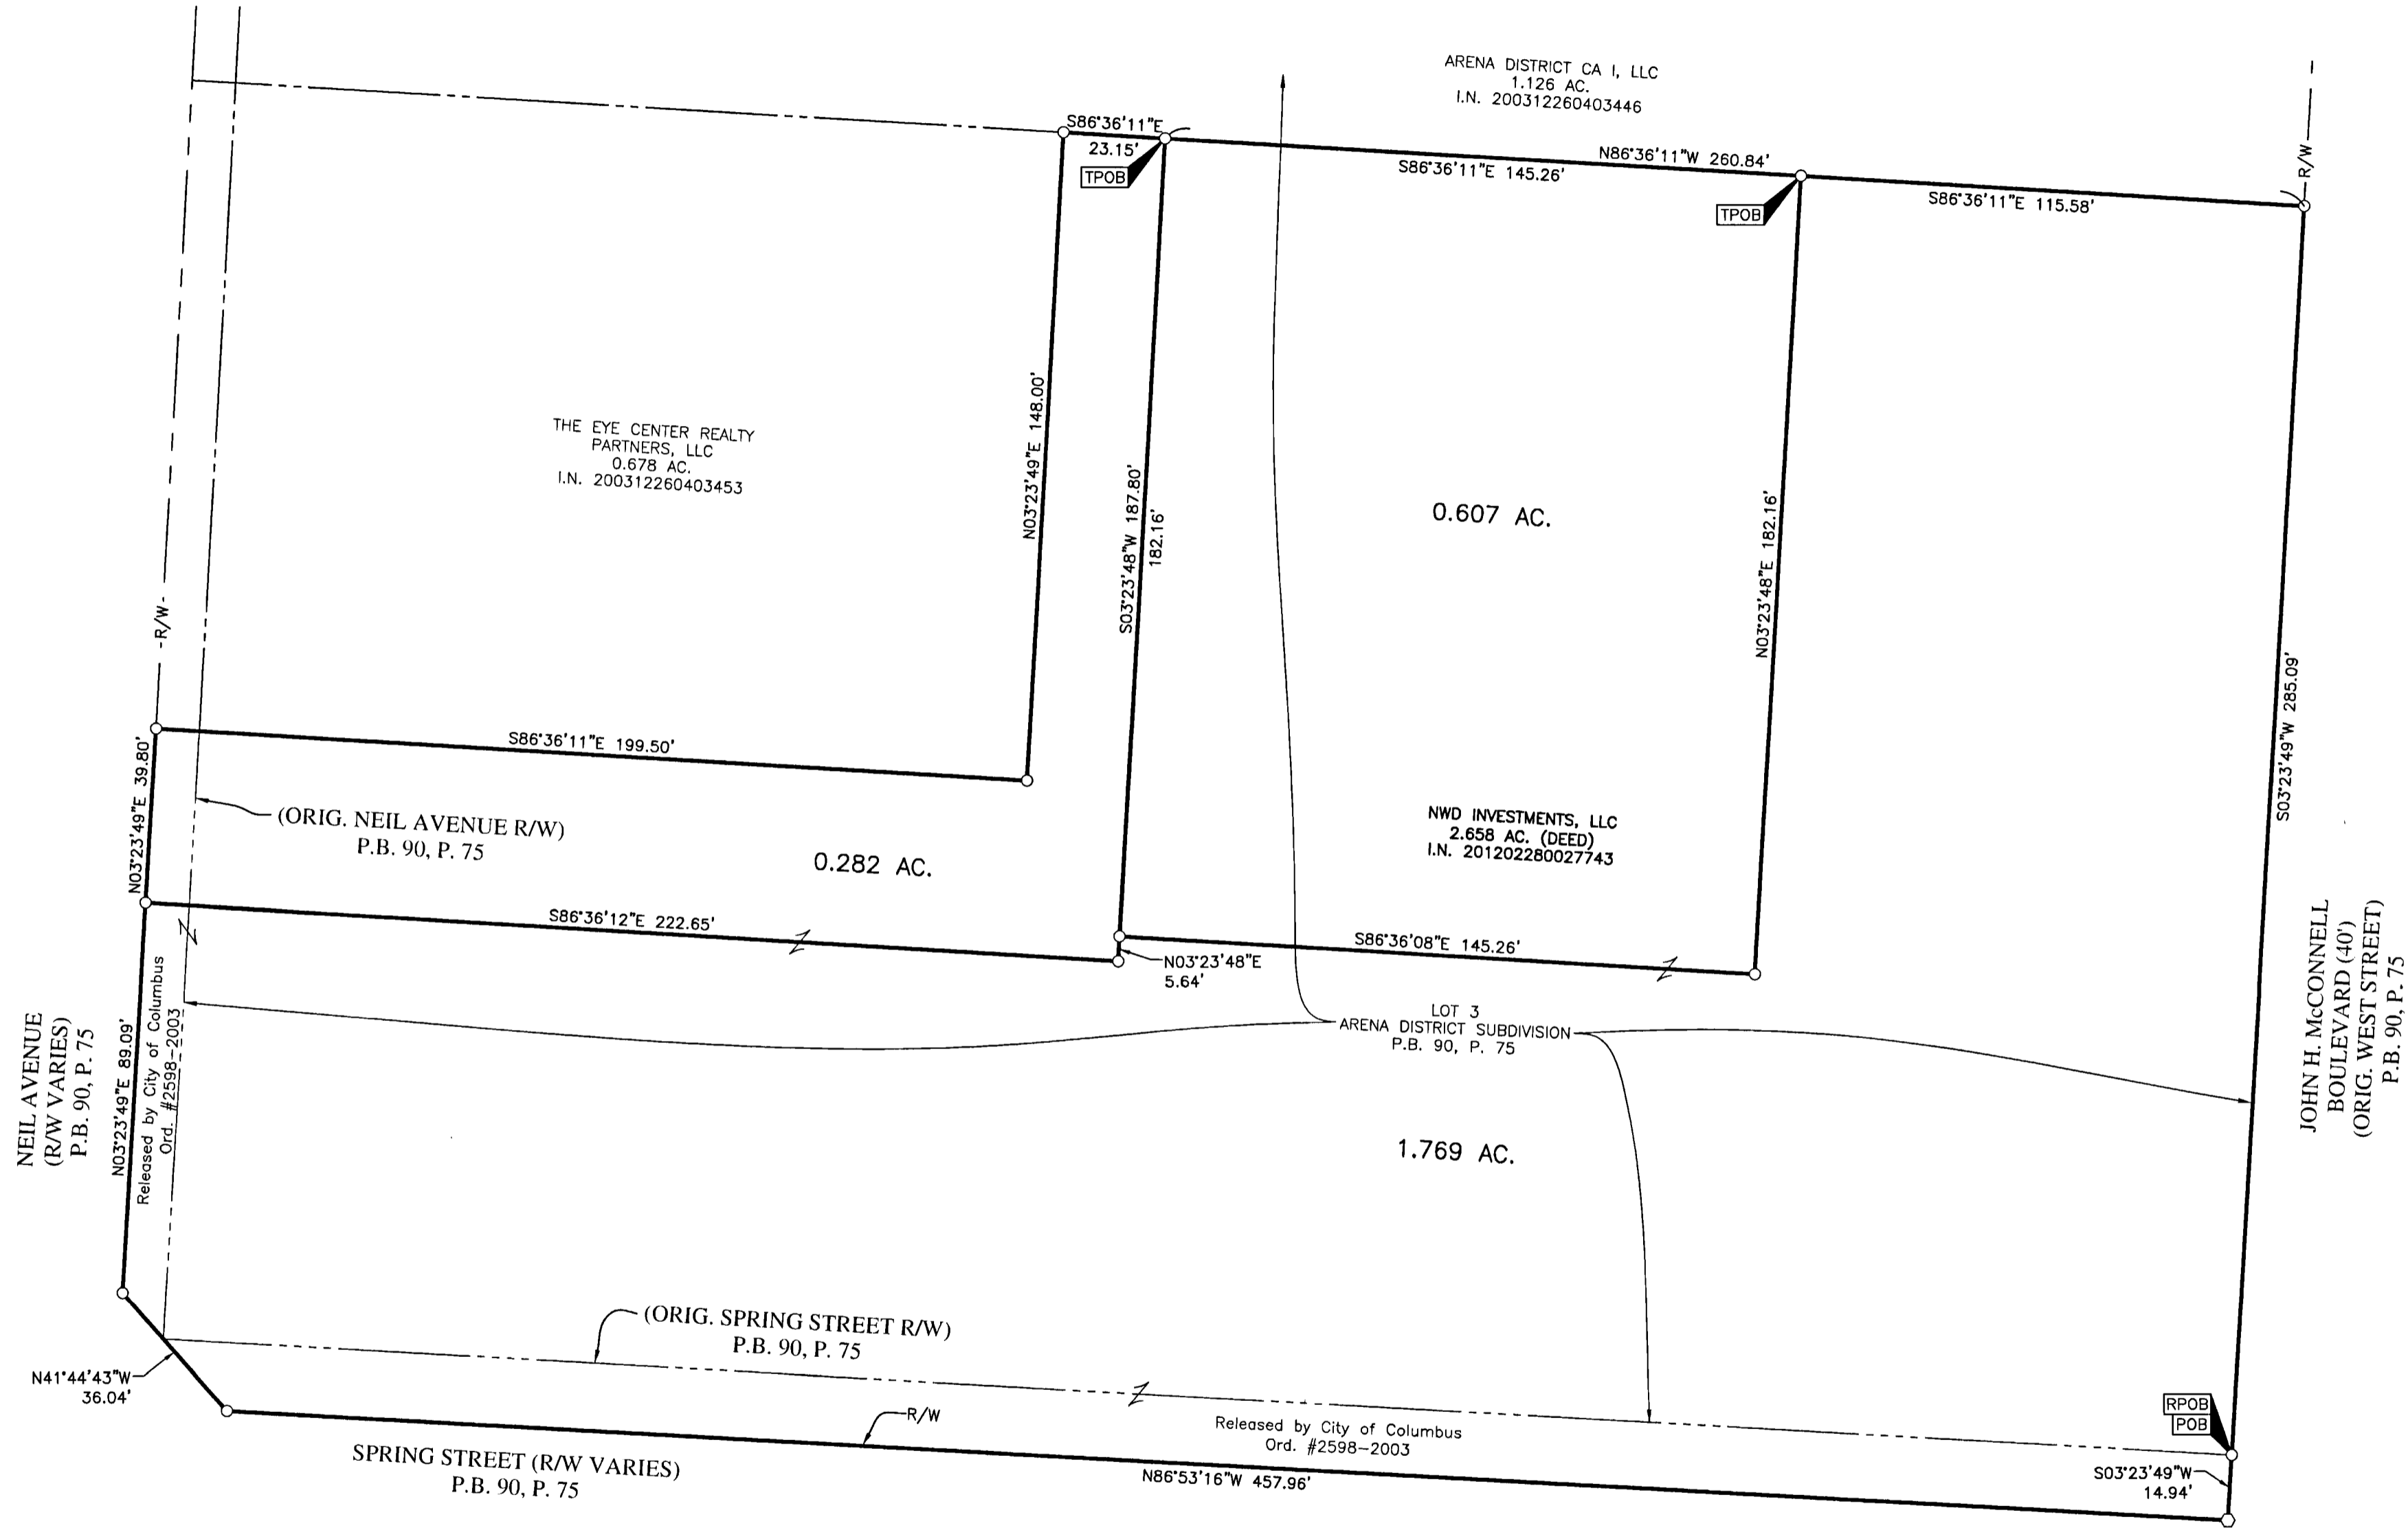 ARENA DISTRICT CA I, LLC
1.126 AC.
I.N. 200312260403446
S86°36'11"E
23.15'
TPOB
N86°36'11"W 260.84'
S86°36'11"E 145.26'
TPOB
S86°36'11"E 115.58'
R/W
THE EYE CENTER REALTY
PARTNERS, LLC
0.678 AC.
I.N. 200312260403453
N03°23'49"E 148.00'
S03°23'48"W 187.80'
182.16'
0.607 AC.
N03°23'48"E 182.16'
R/W
S03°23'49"W 285.09'
S86°36'11"E 199.50'
N03°23'49"E 39.80'
(ORIG. NEIL AVENUE R/W)
P.B. 90, P. 75
0.282 AC.
NWD INVESTMENTS, LLC
2.658 AC. (DEED)
I.N. 201202280027743
S86°36'12"E 222.65'
S86°36'08"E 145.26'
N03°23'48"E
5.64'
NEIL AVENUE
(R/W VARIES)
P.B. 90, P. 75
N03°23'49"E 89.09'
Released by City of Columbus
Ord. #2598-2003
LOT 3
ARENA DISTRICT SUBDIVISION
P.B. 90, P. 75
JOHN H. McCONNELL
BOULEVARD (40')
(ORIG. WEST STREET)
P.B. 90, P. 75
1.769 AC.
(ORIG. SPRING STREET R/W)
P.B. 90, P. 75
N41°44'43"W
36.04'
R/W
Released by City of Columbus
Ord. #2598-2003
RPOB
POB
SPRING STREET (R/W VARIES)
P.B. 90, P. 75
N86°53'16"W 457.96'
S03°23'49"W
14.94'